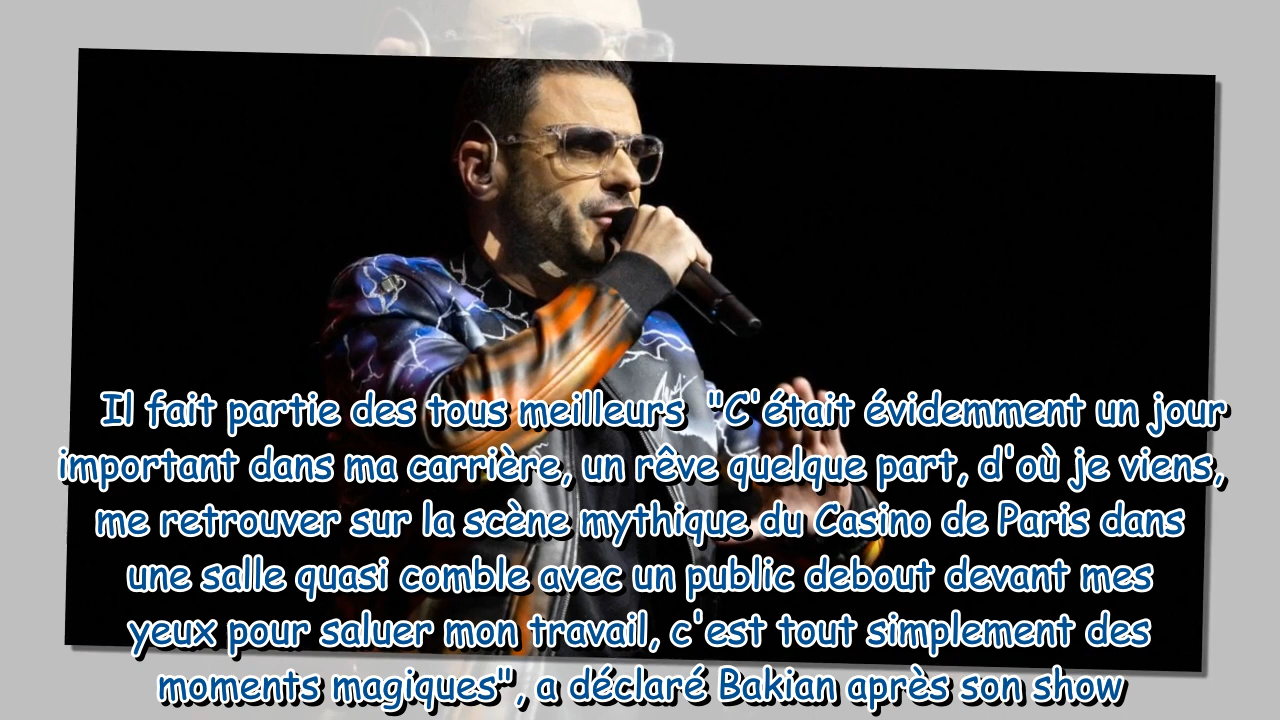 Il fait partie des tous meilleurs "C'était évidemment un jour
important dans ma carrière, un rêve quelque part, d'où je viens,
me retrouver sur la scène mythique du Casino de Paris dans
une salle quasi comble avec un public debout devant mes
yeux pour saluer mon travail, c'est tout simplement des
moments magiques", a déclaré Bakian après son show